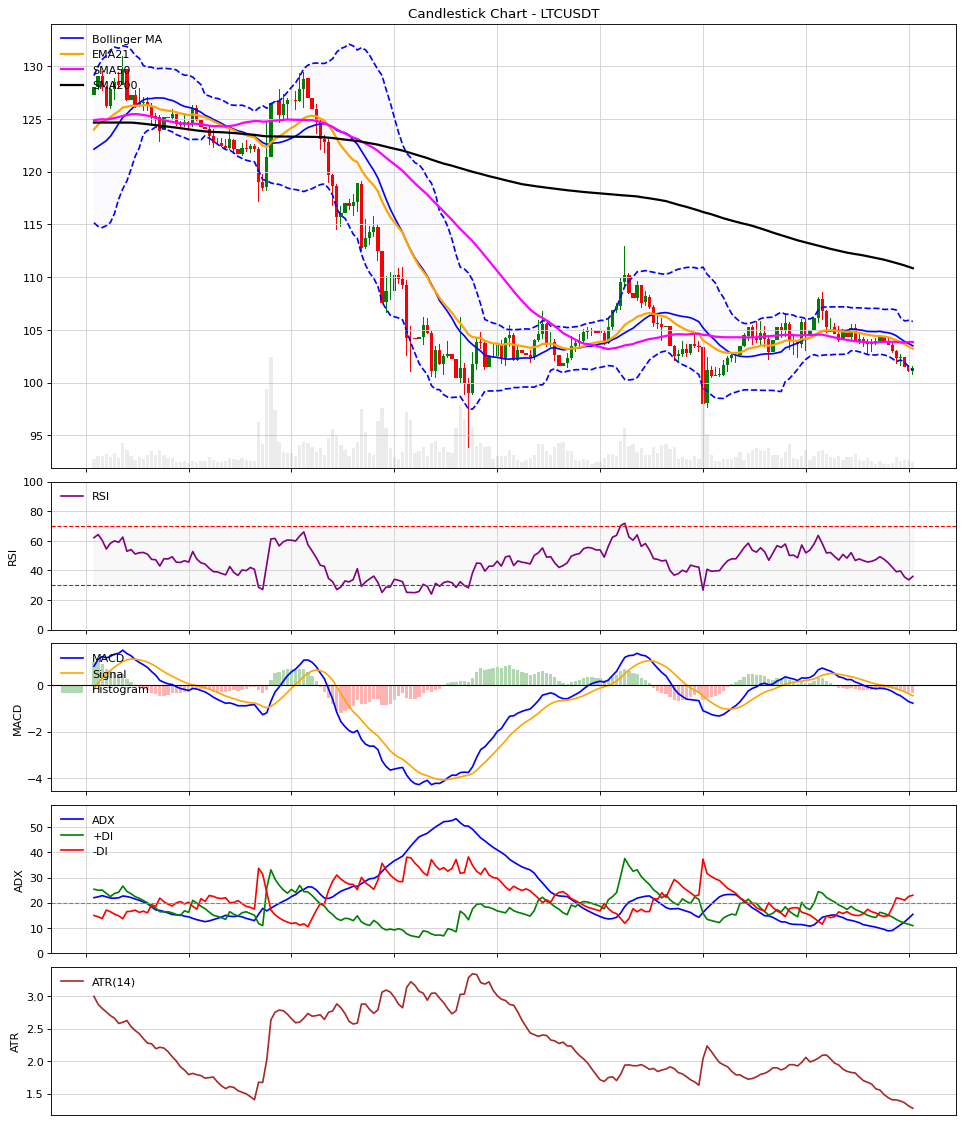 Candlestick Chart - LTCUSDT
Bollinger MA
EMA21
SMA50
SMA200
130
125
120
115
110
105
100
95
RSI
100
80
60
40
20
0
RSI
MACD
Signal
Histogram
0
−2
−4
MACD
ADX
+DI
-DI
50
40
30
20
10
0
ADX
ATR(14)
3.0
2.5
2.0
1.5
ATR